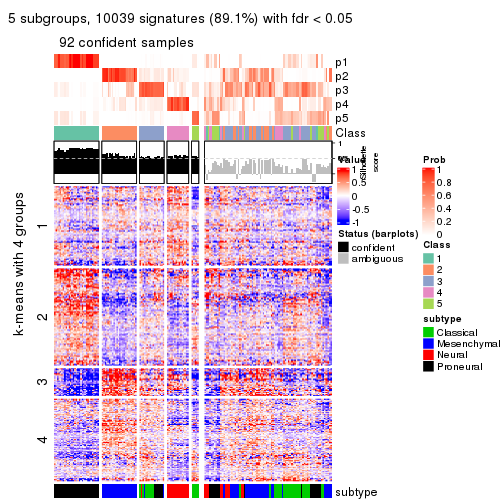 5 subgroups, 10039 signatures (89.1%) with fdr < 0.05
92 confident samples
p1
p2
p3
p4
p5
Class
1
Silhouette
score
k-means with 4 groups
1
2
3
4
subtype
Value
1
0.5
0
-0.5
-1
Status (barplots)
confident
ambiguous
Prob
1
0.8
0.6
0.4
0.2
0
Class
1
2
3
4
5
subtype
Classical
Mesenchymal
Neural
Proneural